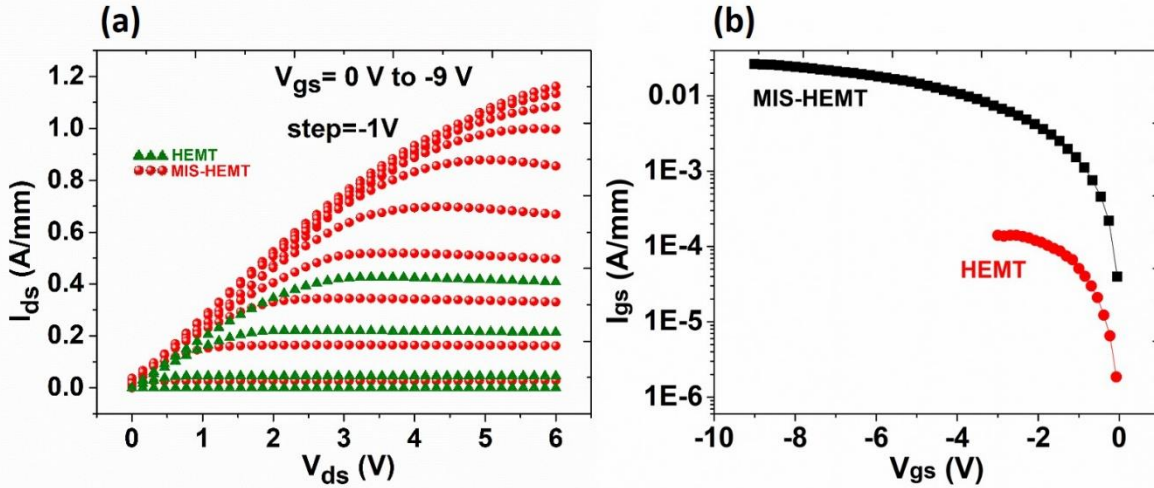 (a)
1.2
1.0
0.8
0.6
0.4
0.2
0.0
Ids (A/mm)
Vgs= 0 V to -9 V
step=-1V
HEMT
MIS-HEMT
0 1 2 3 4 5 6
Vds (V)
(b)
0.01
1E-3
1E-4
1E-5
1E-6
Igs (A/mm)
MIS-HEMT
HEMT
-10 -8 -6 -4 -2 0
Vgs (V)